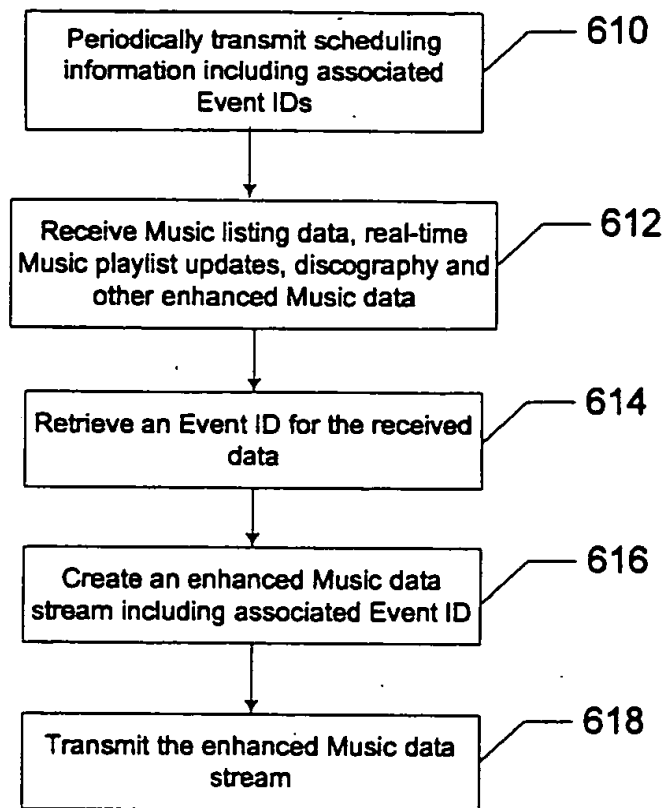 Periodically transmit scheduling
information including associated
Event IDs
610
Receive Music listing data, real-time
Music playlist updates, discography and
other enhanced Music data
612
Retrieve an Event ID for the received
data
614
Create an enhanced Music data
stream including associated Event ID
616
Transmit the enhanced Music data
stream
618